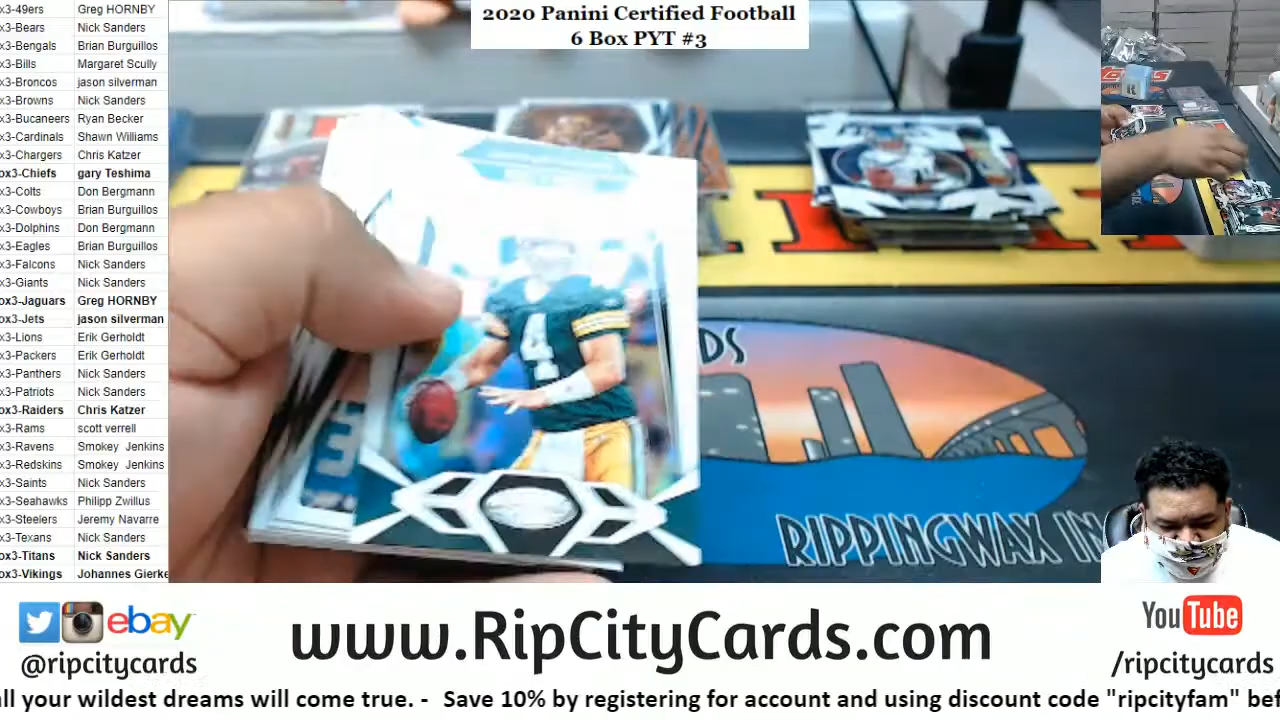 2020 Panini Certified Football
6 Box PYT #3
x3-49ers Greg HORNBY
x3-Bears Nick Sanders
x3-Bengals Brian Burguillos
x3-Bills Margaret Scully
x3-Broncos jason silverman
x3-Browns Nick Sanders
x3-Bucaneers Ryan Becker
x3-Cardinals Shawn Williams
x3-Chargers Chris Katzer
ox3-Chiefs gary Teshima
x3-Colts Don Bergmann
x3-Cowboys Brian Burguillos
x3-Dolphins Don Bergmann
x3-Eagles Brian Burguillos
x3-Falcons Nick Sanders
x3-Giants Nick Sanders
ox3-Jaguars Greg HORNBY
ox3-Jets jason silverman
x3-Lions Erik Gerholdt
x3-Packers Erik Gerholdt
x3-Panthers Nick Sanders
x3-Patriots Nick Sanders
ox3-Raiders Chris Katzer
x3-Rams scott verrell
x3-Ravens Smokey Jenkins
x3-Redskins Smokey Jenkins
x3-Saints Nick Sanders
x3-Seahawks Philipp Zwillus
x3-Steelers Jeremy Navarre
x3-Texans Nick Sanders
ox3-Titans Nick Sanders
ox3-Vikings Johannes Gierke
4
DS
RIPPINGWAX IN
ebay
@ripcitycards
www.RipCityCards.com
YouTube
/ripcitycards
all your wildest dreams will come true. - Save 10% by registering for account and using discount code "ripcityfam" bef